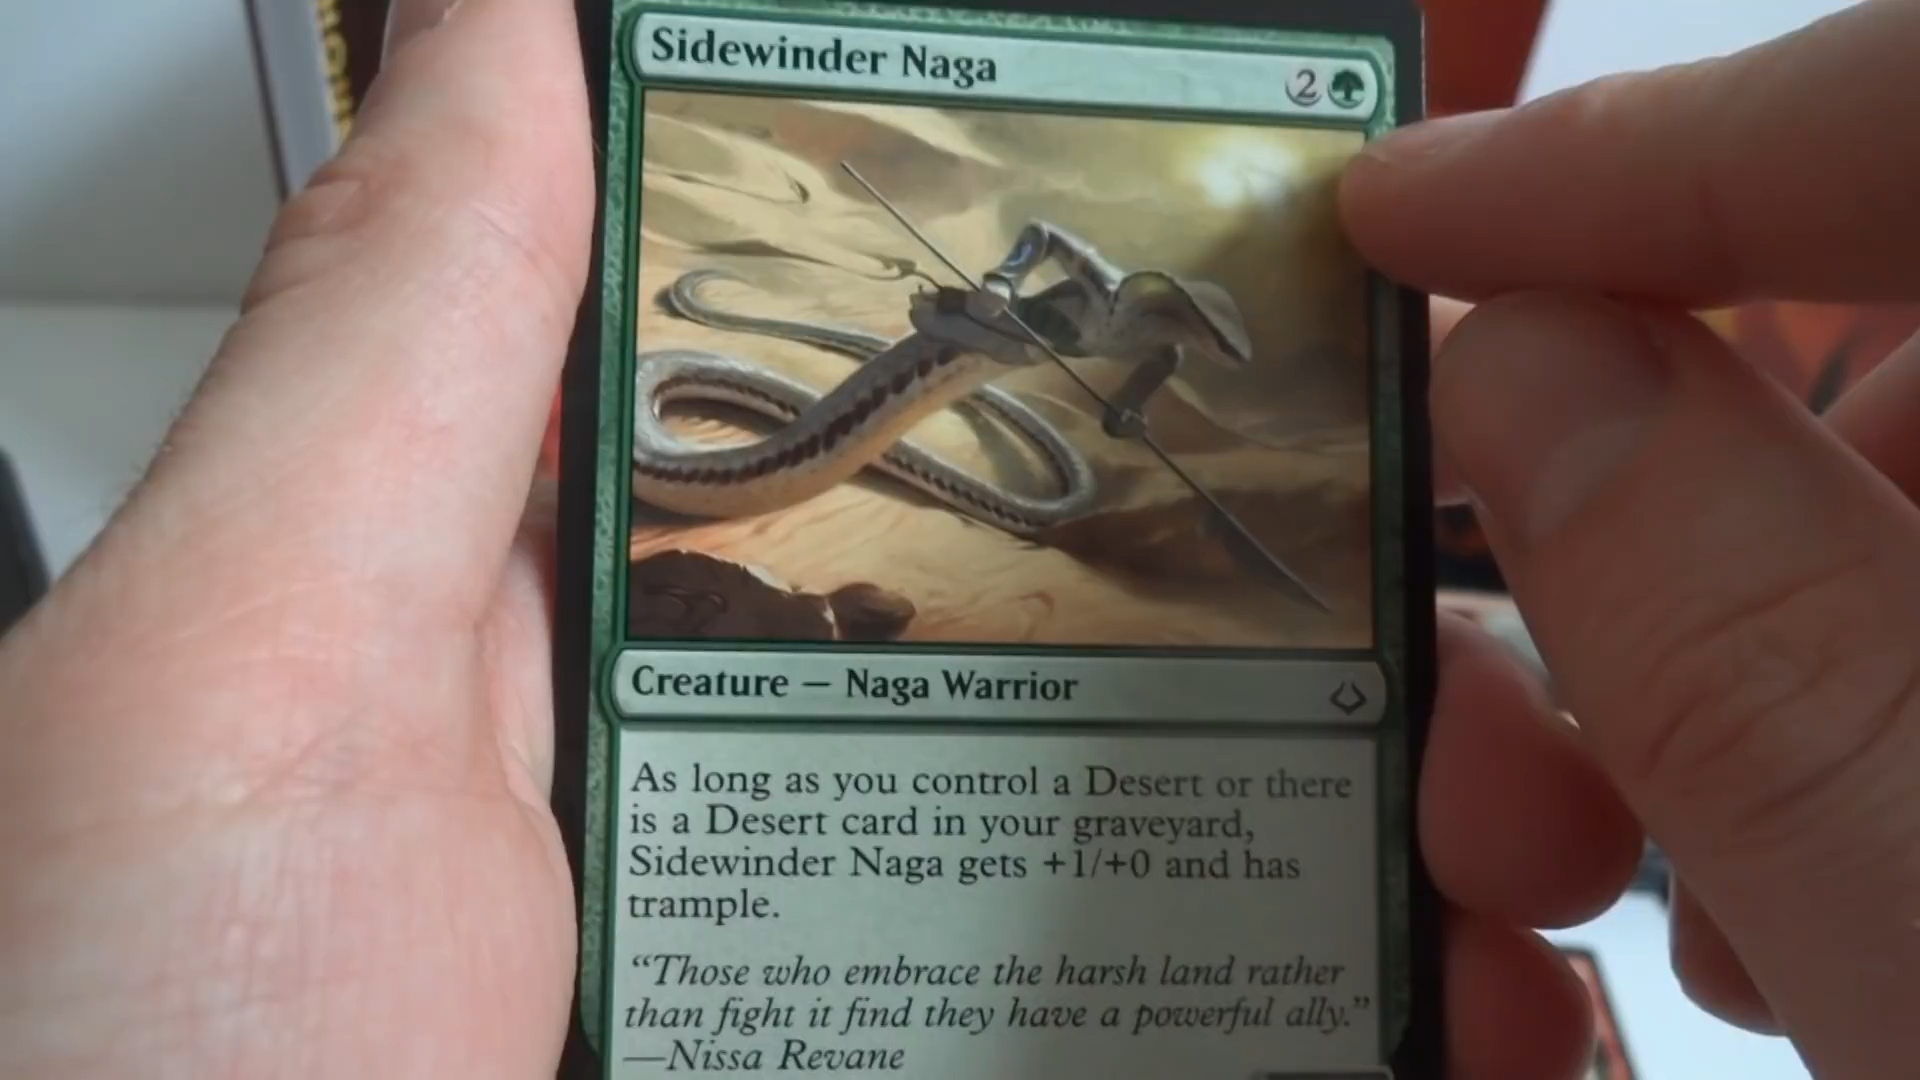 Sidewinder Naga
2
Creature — Naga Warrior
As long as you control a Desert or there
is a Desert card in your graveyard,
Sidewinder Naga gets +1/+0 and has
trample.
“Those who embrace the harsh land rather
than fight it find they have a powerful ally.”
—Nissa Revane